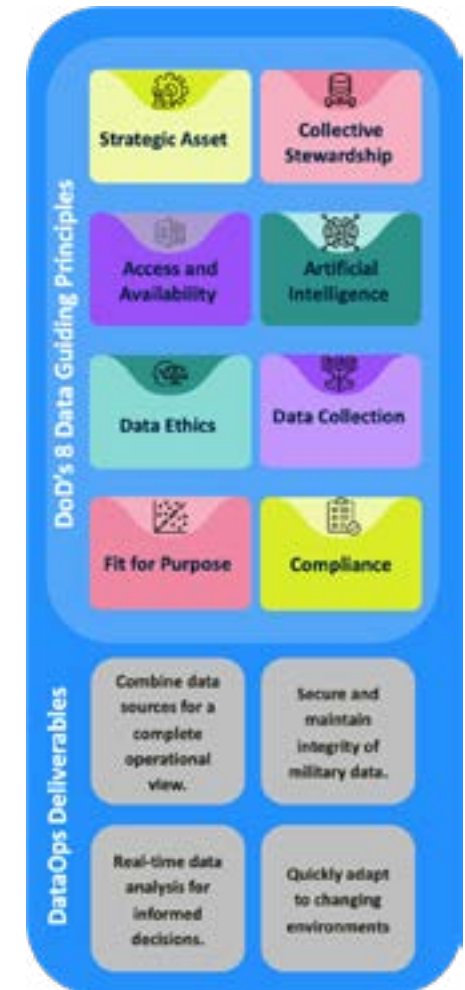 DoD's 8 Data Guiding Principles
Strategic Asset
Collective
Stewardship
Access and
Availability
Artificial
Intelligence
Data Ethics
Data Collection
Fit for Purpose
Compliance
DataOps Deliverables
Combine data
sources for a
complete
operational
view.
Secure and
maintain
integrity of
military data.
Real-time data
analysis for
informed
decisions.
Quickly adapt
to changing
environments